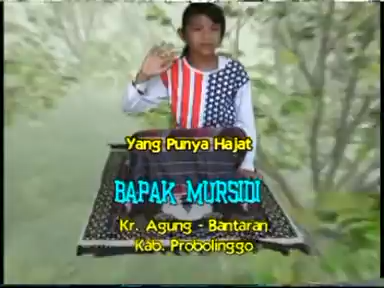 Yang Punya Hajat
BAPAK MURSIDI
Kr. Agung - Bantaran
Kab. Probolinggo